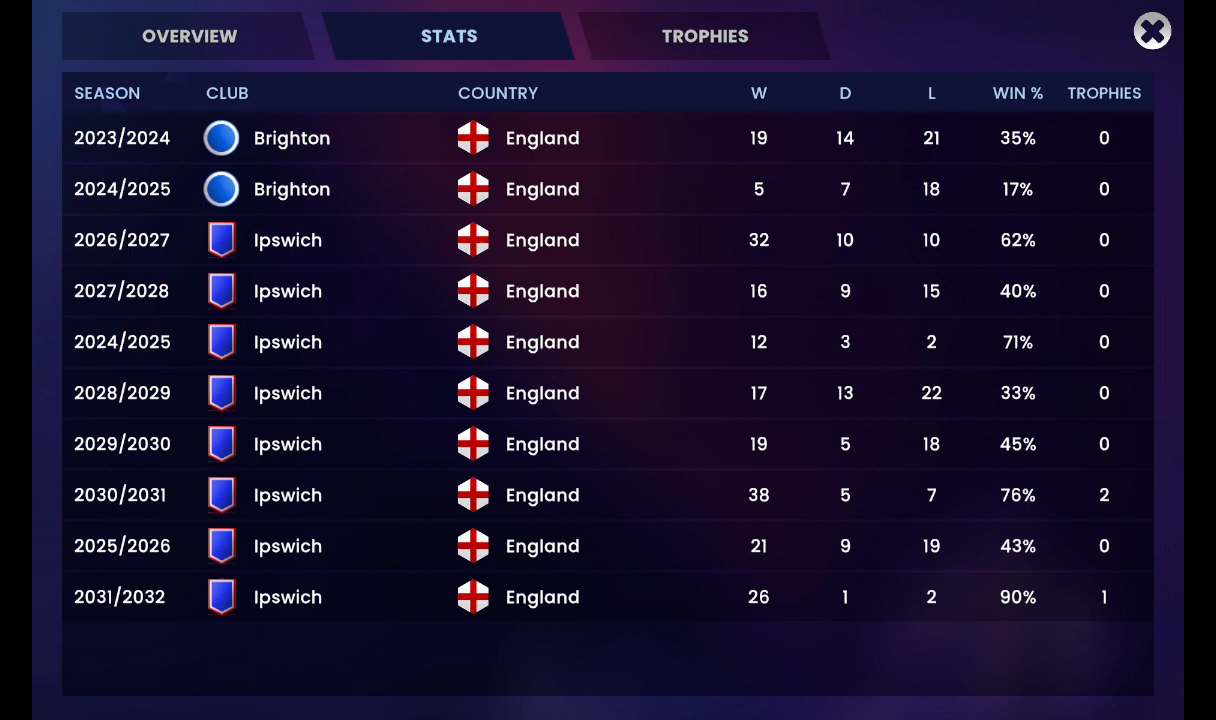 OVERVIEW STATS TROPHIES
SEASON CLUB COUNTRY W D L WIN % TROPHIES
2023/2024 Brighton England 19 14 21 35% 0
2024/2025 Brighton England 5 7 18 17% 0
2026/2027 Ipswich England 32 10 10 62% 0
2027/2028 Ipswich England 16 9 15 40% 0
2024/2025 Ipswich England 12 3 2 71% 0
2028/2029 Ipswich England 17 13 22 33% 0
2029/2030 Ipswich England 19 5 18 45% 0
2030/2031 Ipswich England 38 5 7 76% 2
2025/2026 Ipswich England 21 9 19 43% 0
2031/2032 Ipswich England 26 1 2 90% 1